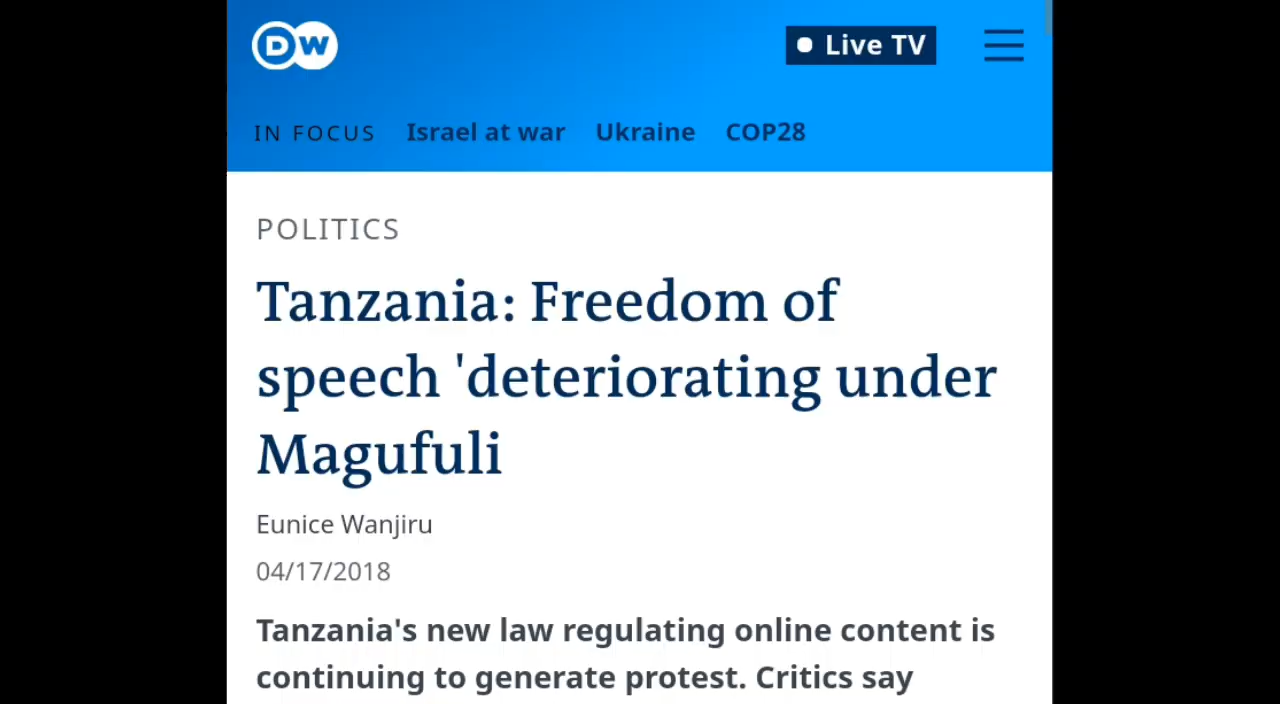 DW
Live TV
IN FOCUS Israel at war Ukraine COP28
POLITICS
Tanzania: Freedom of
speech 'deteriorating under
Magufuli
Eunice Wanjiru
04/17/2018
Tanzania's new law regulating online content is
continuing to generate protest. Critics say